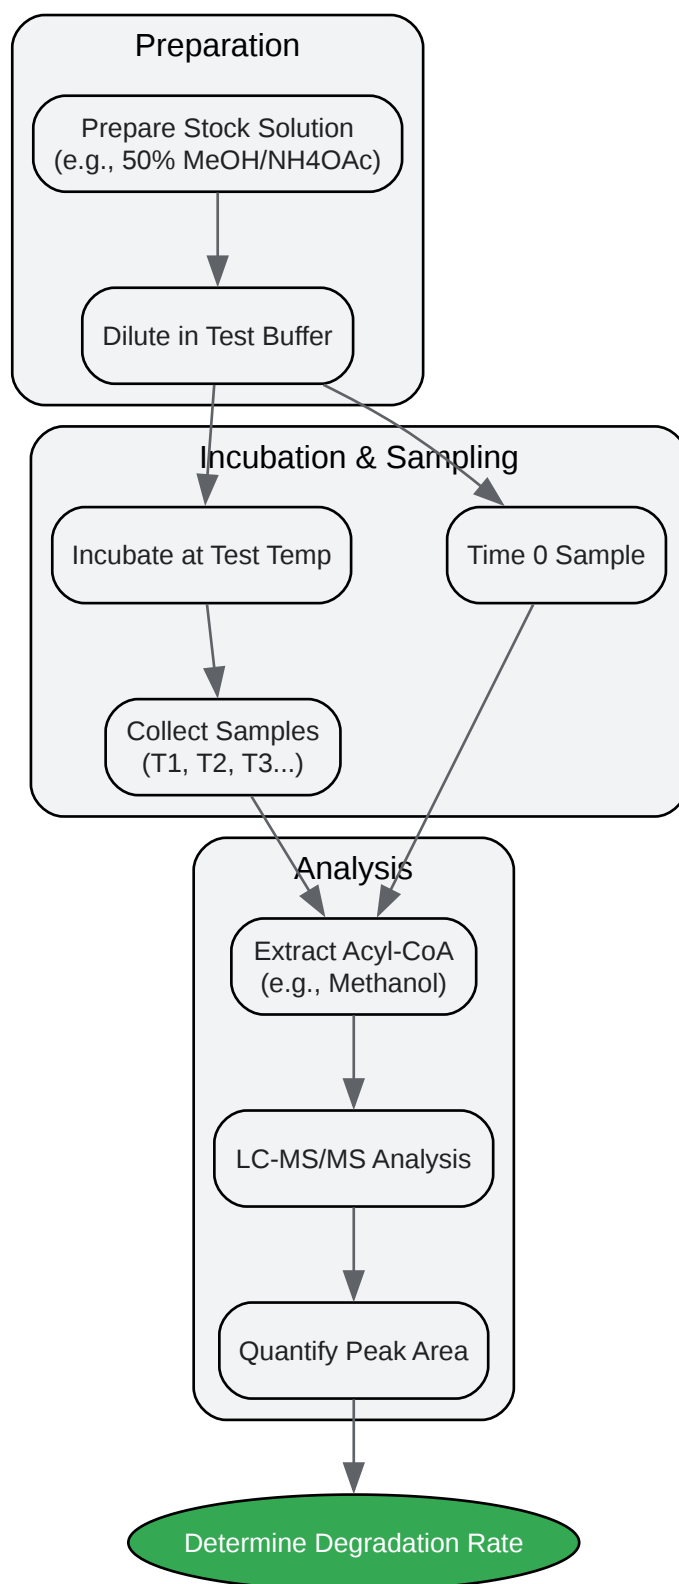 Preparation
Prepare Stock Solution
(e.g., 50% MeOH/NH4OAc)
Dilute in Test Buffer
Incubation & Sampling
Incubate at Test Temp
Time 0 Sample
Collect Samples
(T1, T2, T3...)
Analysis
Extract Acyl-CoA
(e.g., Methanol)
LC-MS/MS Analysis
Quantify Peak Area
Determine Degradation Rate